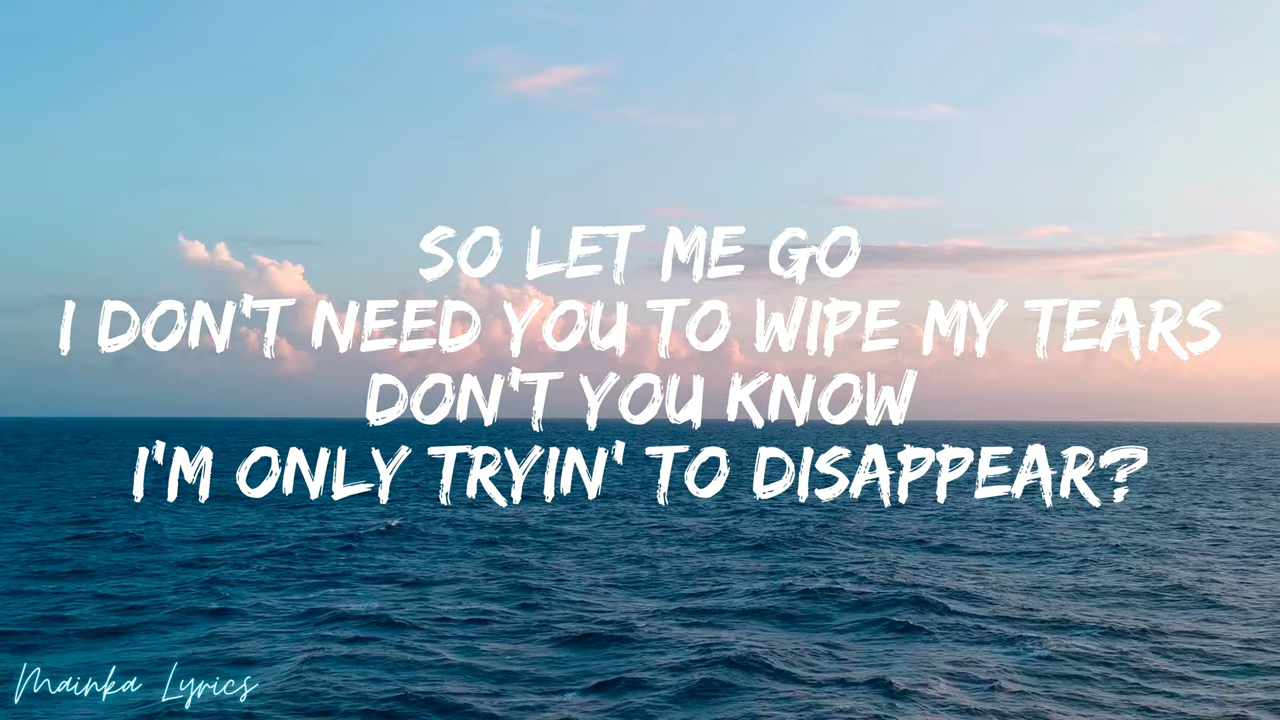 SO LET ME GO
I DON'T NEED YOU TO WIPE MY TEARS
DON'T YOU KNOW
I'M ONLY TRYIN' TO DISAPPEAR?
Mainka Lyrics